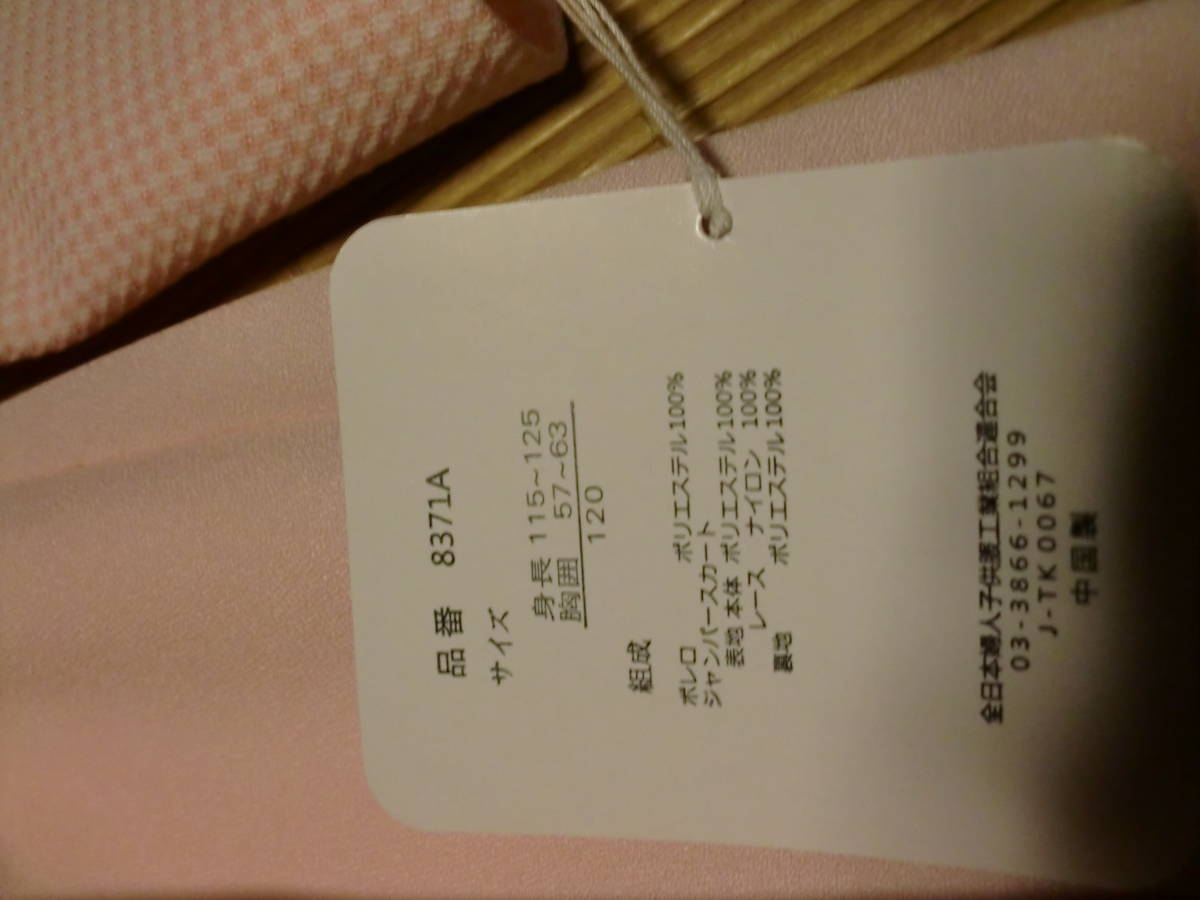 品番 8371A
サイズ
身長 115~125
胸囲 57~63
120
組成
ボレロ ポリエステル100%
ジャンパースカート
表地 本体 ポリエステル100%
レース ナイロン 100%
裏地 ポリエステル100%
全日本婦人子供服工業組合連合会
03-3866-1299
J-TK0067
中国製